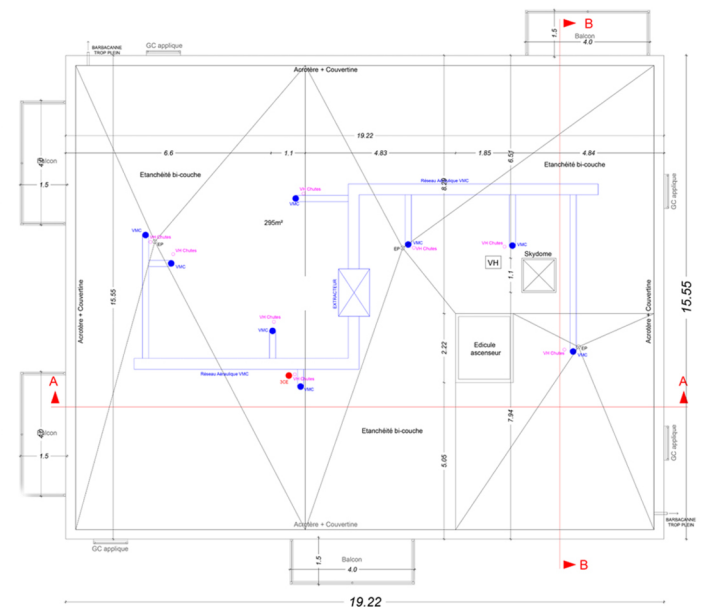 B
1.5
Balcon
4.0
BARBACANNE
TROP PLEIN
GC applique
Acrotère + Couvertine
19.22
6.6
1.1
4.83
1.85
6.51
4.84
Balcon
1.5
Etanchéité bi-couche
Etanchéité bi-couche
Réseau Aéraulique VMC
GC applique
VH Chutes
VMC
295m²
VMC
VH Chutes
EP
VH Chutes
VMC
EP
VMC
VH Chutes
VH Chutes
VMC
Skydome
VH
1.1
EXTRACTEUR
15.55
15.55
Acrotère + Couvertine
Acrotère + Couvertine
VH Chutes
VMC
2.22
Edicule
ascenseur
EP
VH Chutes
VMC
Réseau Aéraulique VMC
VH Chutes
VMC
A
A
Balcon
1.5
Etanchéité bi-couche
7.94
5.05
GC applique
Acrotère + Couvertine
BARBACANNE
TROP PLEIN
GC applique
1.5
Balcon
4.0
B
19.22